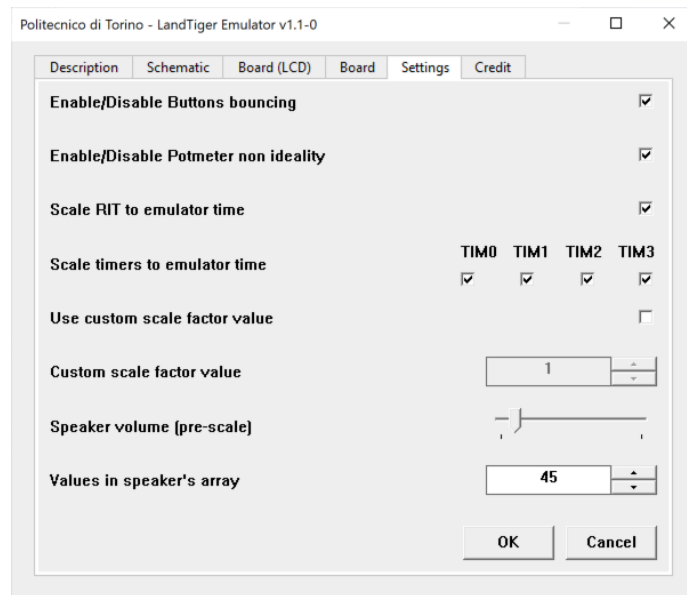 Politecnico di Torino - LandTiger Emulator v1.1-0
Description Schematic Board (LCD) Board Settings Credit
Enable/Disable Buttons bouncing
Enable/Disable Potmeter non ideality
Scale RIT to emulator time
TIM0 TIM1 TIM2 TIM3
Scale timers to emulator time
Use custom scale factor value
Custom scale factor value 1
Speaker volume (pre-scale)
Values in speaker's array 45
OK Cancel